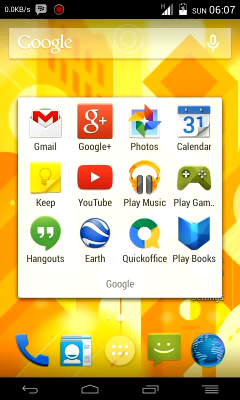 0.0KB/s
H
SUN 06:07
Google
Gmail
Google+
Photos
31
Calendar
Keep
YouTube
Play Music
Play Gam..
Hangouts
Earth
Quickoffice
Play Books
Google